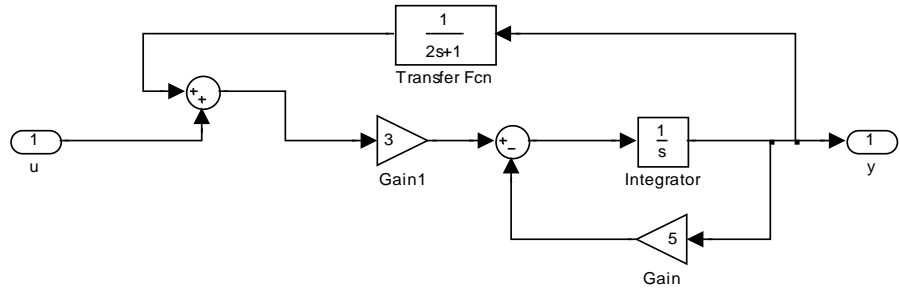 1
2s+1
Transfer Fcn
+
+
1
u
3
Gain1
+
−
1
s
Integrator
1
y
5
Gain